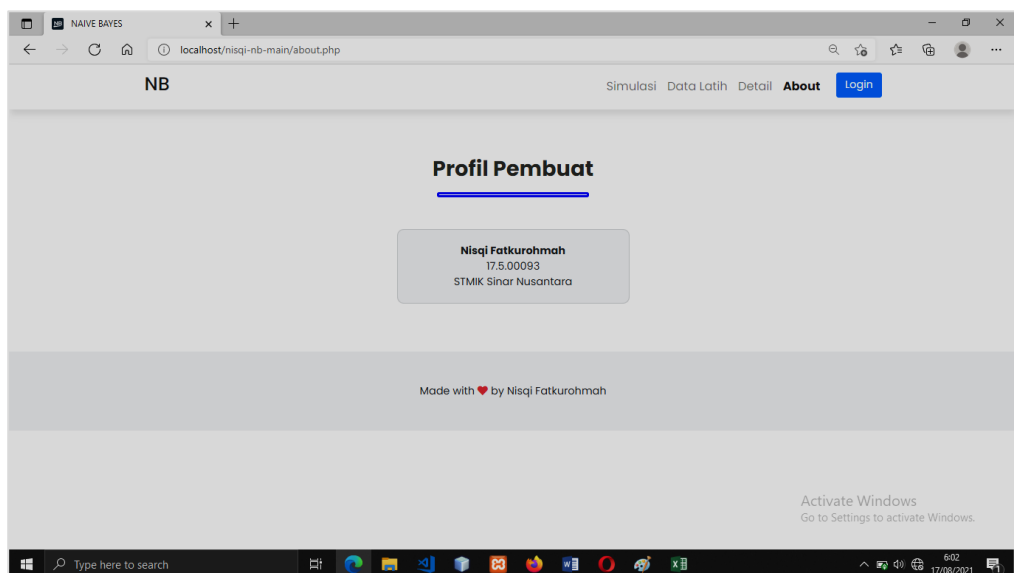 NAIVE BAYES
localhost/nisqi-nb-main/about.php
NB
Simulasi Data Latih Detail About Login
Profil Pembuat
Nisqi Fatkurohmah
17.5.00093
STMIK Sinar Nusantara
Made with ❤ by Nisqi Fatkurohmah
Activate Windows
Go to Settings to activate Windows.
Type here to search
6:02
17/08/2021